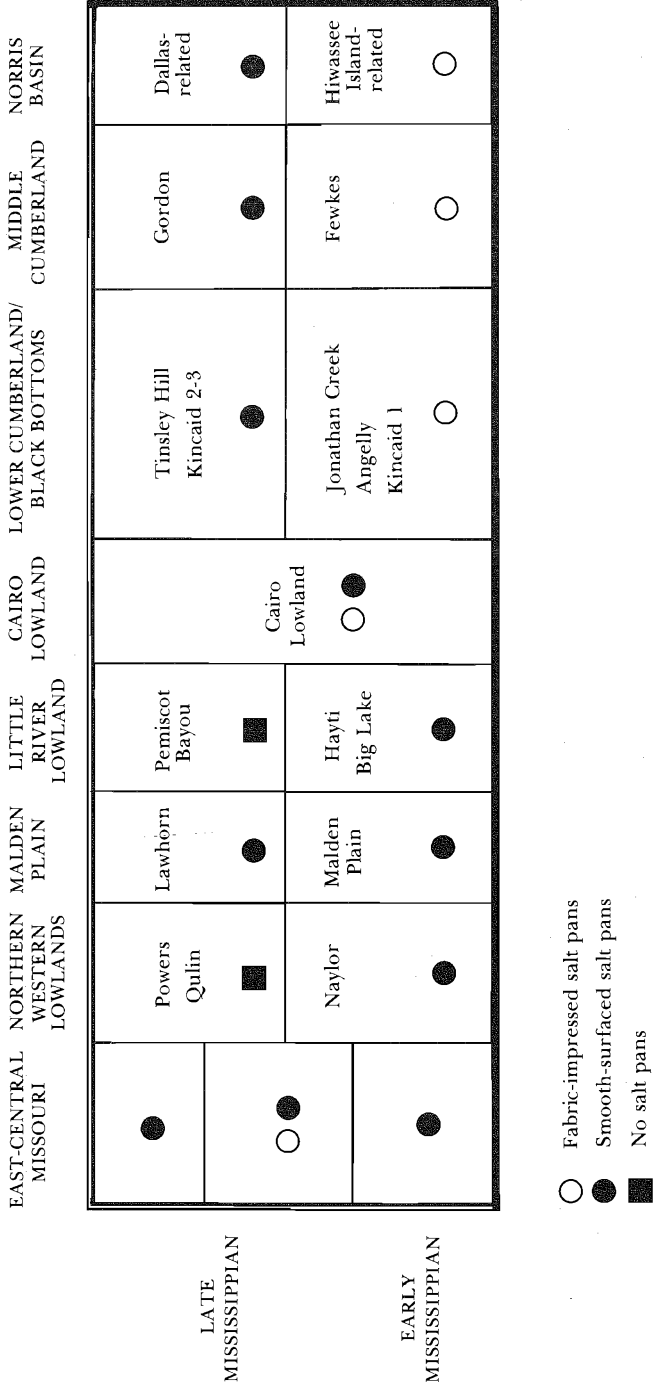 EAST-CENTRAL
MISSOURI
NORTHERN
WESTERN
LOWLANDS
MALDEN
PLAIN
LITTLE
RIVER
LOWLAND
CAIRO
LOWLAND
LOWER CUMBERLAND/
BLACK BOTTOMS
MIDDLE
CUMBERLAND
NORRIS
BASIN
LATE
MISSISSIPPIAN
Powers
Qulin
Lawhorn
Pemiscot
Bayou
Cairo
Lowland
Tinsley Hill
Kincaid 2-3
Gordon
Dallas-
related
EARLY
MISSISSIPPIAN
Naylor
Malden
Plain
Hayti
Big Lake
Jonathan Creek
Angelly
Kincaid 1
Fewkes
Hiwassee
Island-
related
Fabric-impressed salt pans
Smooth-surfaced salt pans
No salt pans